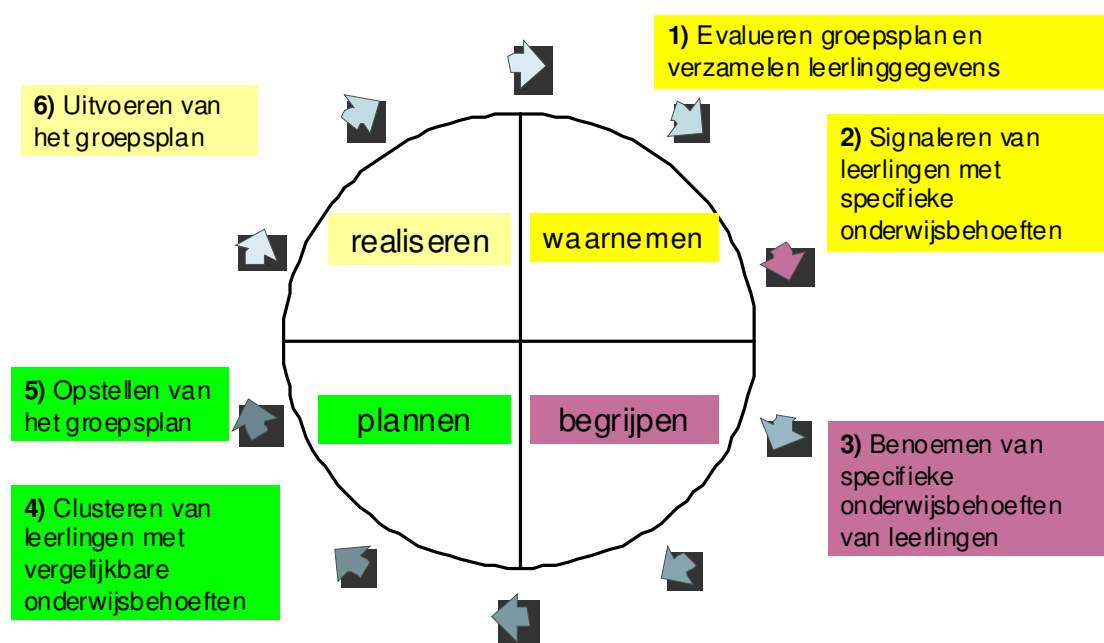 1) Evalueren groepsplan en
verzamelen leerlinggegevens
2) Signaleren van
leerlingen met
specifieke
onderwijsbehoeften
3) Benoemen van
specifieke
onderwijsbehoeften
van leerlingen
4) Clusteren van
leerlingen met
vergelijkbare
onderwijsbehoeften
5) Opstellen van
het groepsplan
6) Uitvoeren van
het groepsplan
realiseren
waarnemen
plannen
begrijpen